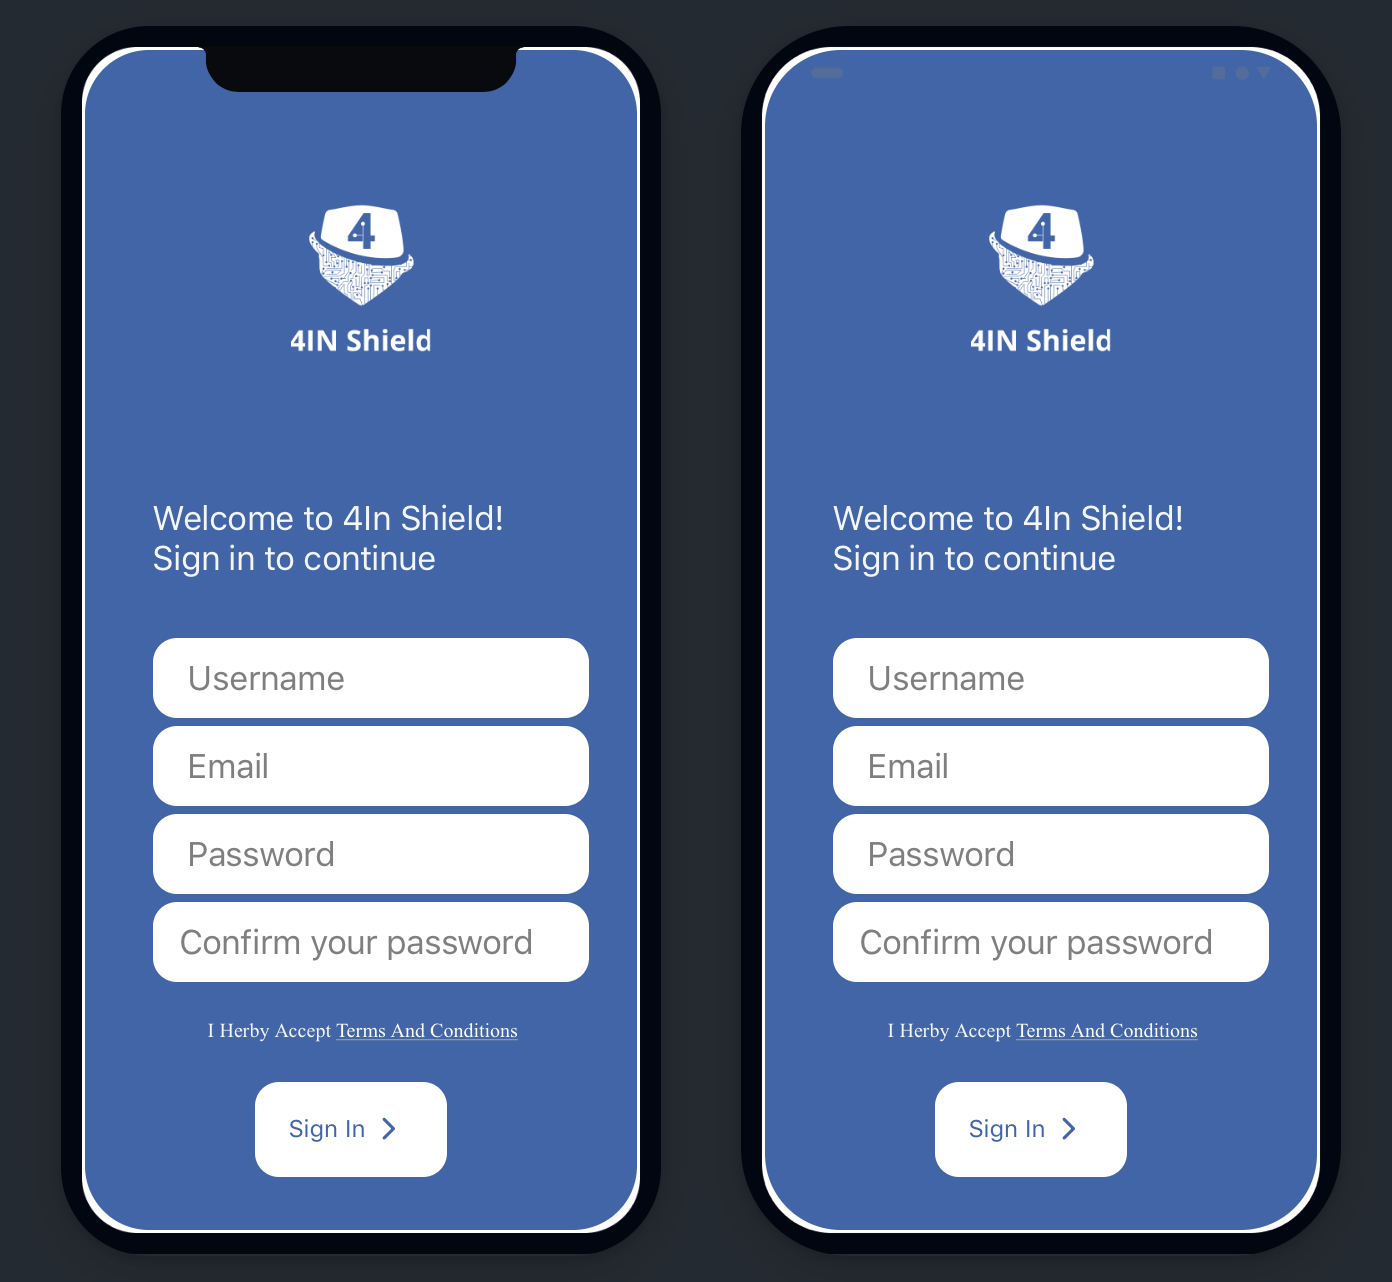 4
4IN Shield
Welcome to 4In Shield!
Sign in to continue
Username
Email
Password
Confirm your password
I Herby Accept Terms And Conditions
Sign In
4
4IN Shield
Welcome to 4In Shield!
Sign in to continue
Username
Email
Password
Confirm your password
I Herby Accept Terms And Conditions
Sign In